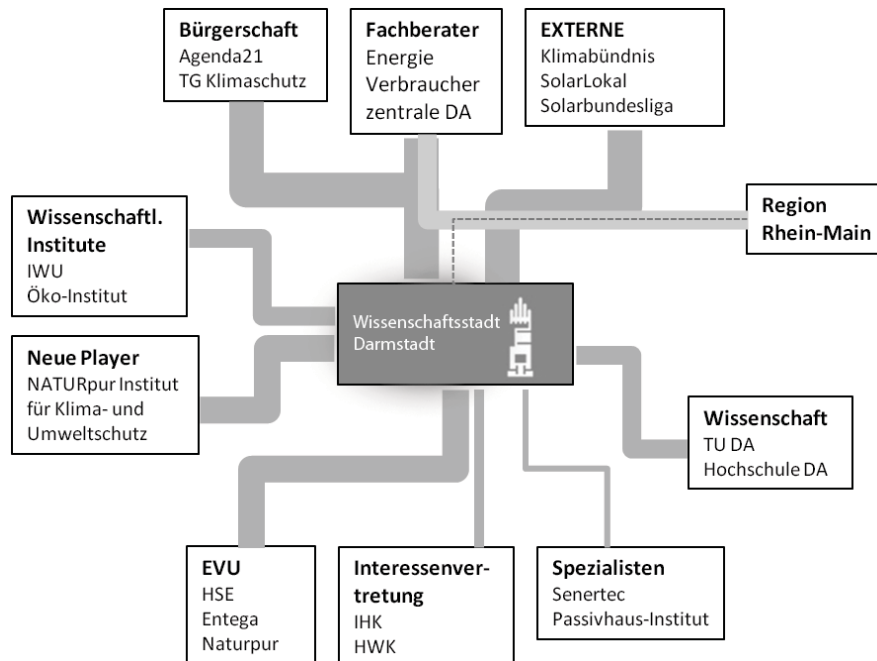 Bürgerschaft
Agenda21
TG Klimaschutz
Fachberater
Energie
Verbraucher
zentrale DA
EXTERNE
Klimabündnis
SolarLokal
Solarbundesliga
Wissenschaftl.
Institute
IWU
Öko-Institut
Region
Rhein-Main
Wissenschaftsstadt
Darmstadt
Neue Player
NATURpur Institut
für Klima- und
Umweltschutz
Wissenschaft
TU DA
Hochschule DA
EVU
HSE
Entega
Naturpur
Interessenver-
tretung
IHK
HWK
Spezialisten
Senertec
Passivhaus-Institut